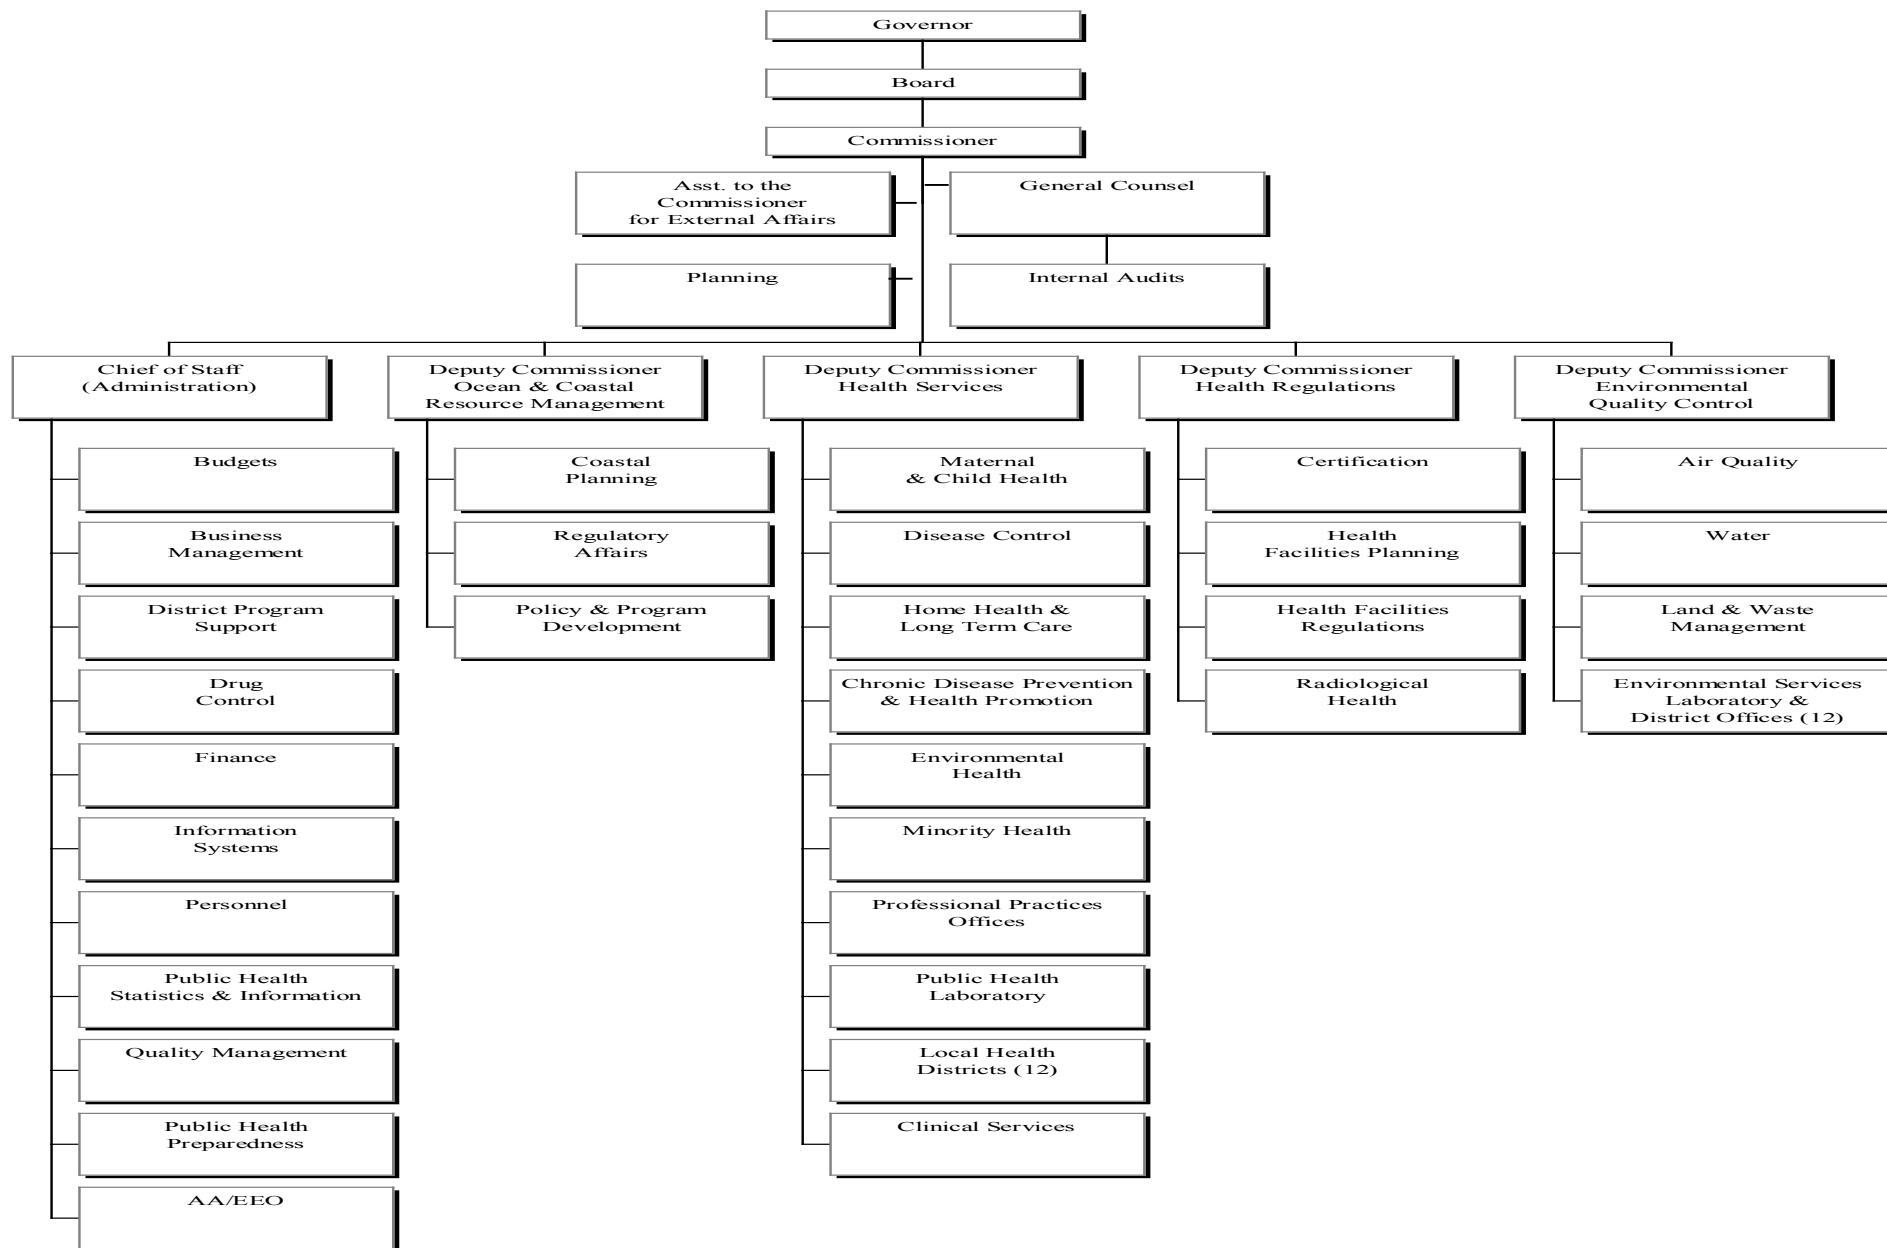 Governor
Board
Commissioner
Asst. to the
Commissioner
for External Affairs
General Counsel
Planning
Internal Audits
Chief of Staff
(Administration)
Budgets
Business
Management
District Program
Support
Drug
Control
Finance
Information
Systems
Personnel
Public Health
Statistics & Information
Quality Management
Public Health
Preparedness
AA/EEO
Deputy Commissioner
Ocean & Coastal
Resource Management
Coastal
Planning
Regulatory
Affairs
Policy & Program
Development
Deputy Commissioner
Health Services
Maternal
& Child Health
Disease Control
Home Health &
Long Term Care
Chronic Disease Prevention
& Health Promotion
Environmental
Health
Minority Health
Professional Practices
Offices
Public Health
Laboratory
Local Health
Districts (12)
Clinical Services
Deputy Commissioner
Health Regulations
Certification
Health
Facilities Planning
Health Facilities
Regulations
Radiological
Health
Deputy Commissioner
Environmental
Quality Control
Air Quality
Water
Land & Waste
Management
Environmental Services
Laboratory &
District Offices (12)